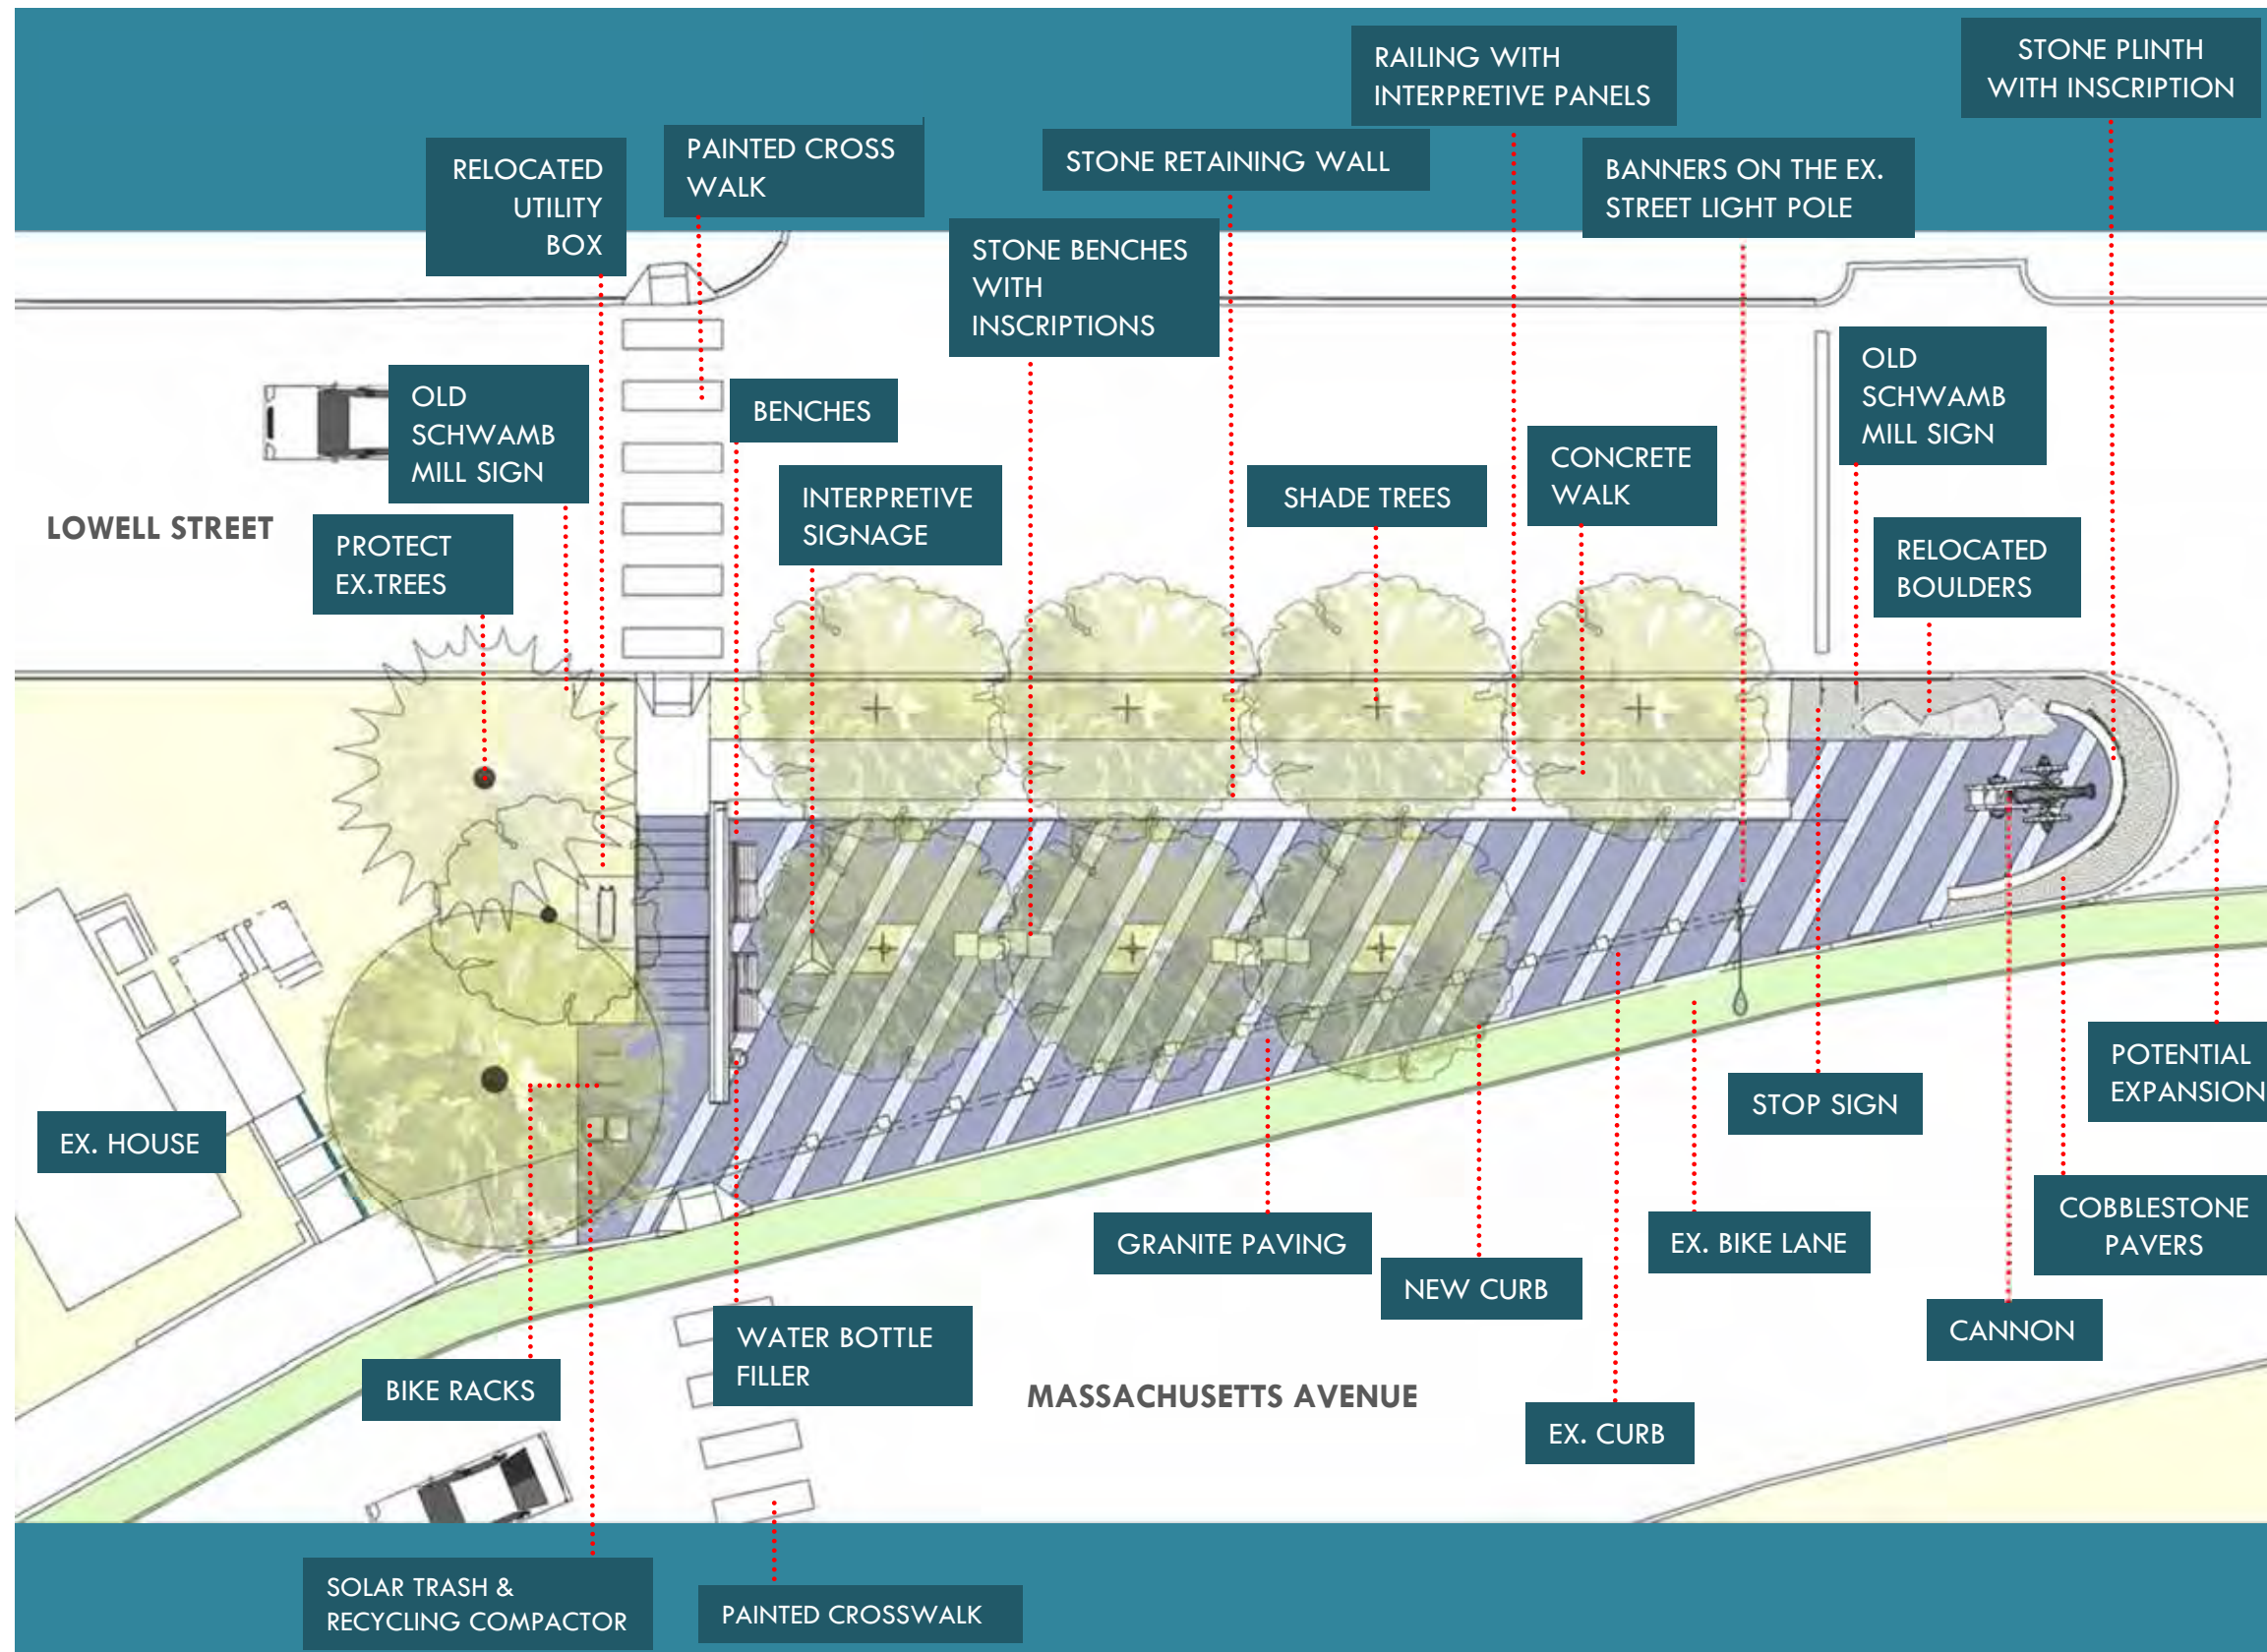 RAILING WITH
INTERPRETIVE PANELS
STONE PLINTH
WITH INSCRIPTION
RELOCATED
UTILITY
BOX
PAINTED CROSS
WALK
STONE RETAINING WALL
BANNERS ON THE EX.
STREET LIGHT POLE
STONE BENCHES
WITH
INSCRIPTIONS
OLD
SCHWAMB
MILL SIGN
BENCHES
OLD
SCHWAMB
MILL SIGN
INTERPRETIVE
SIGNAGE
SHADE TREES
CONCRETE
WALK
LOWELL STREET
PROTECT
EX.TREES
RELOCATED
BOULDERS
POTENTIAL
EXPANSION
STOP SIGN
EX. HOUSE
COBBLESTONE
PAVERS
GRANITE PAVING
EX. BIKE LANE
NEW CURB
CANNON
WATER BOTTLE
FILLER
BIKE RACKS
MASSACHUSETTS AVENUE
EX. CURB
SOLAR TRASH &
RECYCLING COMPACTOR
PAINTED CROSSWALK